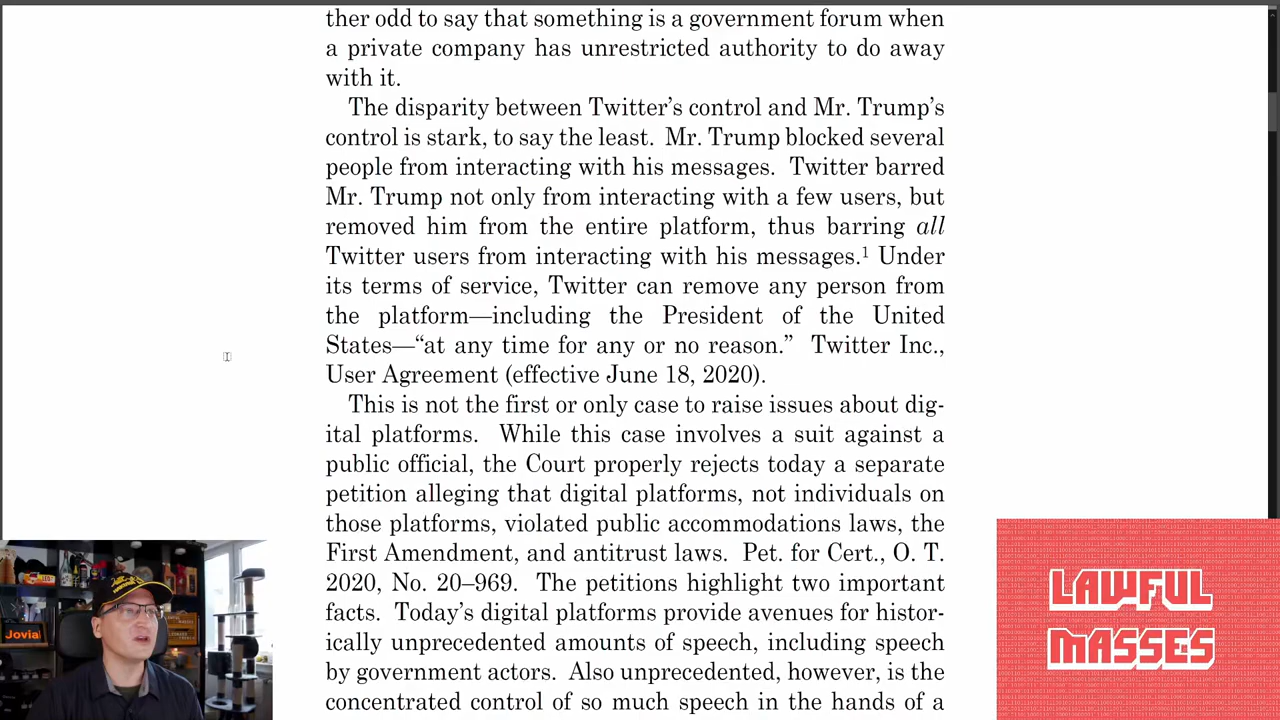 ther odd to say that something is a government forum when
a private company has unrestricted authority to do away
with it.
The disparity between Twitter's control and Mr. Trump's
control is stark, to say the least. Mr. Trump blocked several
people from interacting with his messages. Twitter barred
Mr. Trump not only from interacting with a few users, but
removed him from the entire platform, thus barring all
Twitter users from interacting with his messages.¹ Under
its terms of service, Twitter can remove any person from
the platform—including the President of the United
States—“at any time for any or no reason.” Twitter Inc.,
User Agreement (effective June 18, 2020).
This is not the first or only case to raise issues about dig-
ital platforms. While this case involves a suit against a
public official, the Court properly rejects today a separate
petition alleging that digital platforms, not individuals on
those platforms, violated public accommodations laws, the
First Amendment, and antitrust laws. Pet. for Cert., O. T.
2020, No. 20–969. The petitions highlight two important
facts. Today's digital platforms provide avenues for histor-
ically unprecedented amounts of speech, including speech
by government actors. Also unprecedented, however, is the
concentrated control of so much speech in the hands of a
Jovia
LAWFUL
MASSES